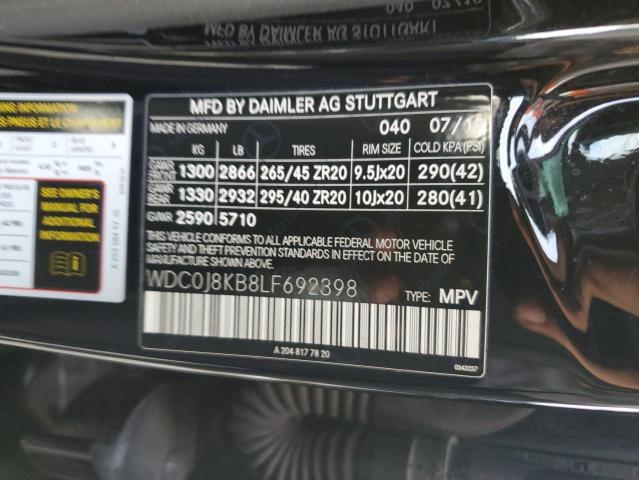 MFD BY DAIMLER AG STUTTGART
MADE IN GERMANY 040 07/19
KG LB TIRES RIM SIZE COLD KPA(PSI)
GAWR FRONT 1300 2866 265/45 ZR20 9.5Jx20 290(42)
GAWR REAR 1330 2932 295/40 ZR20 10Jx20 280(41)
GVWR 2590 5710
THIS VEHICLE CONFORMS TO ALL APPLICABLE FEDERAL MOTOR VEHICLE
SAFETY AND THEFT PREVENTION STANDARDS IN EFFECT ON THE DATE OF
MANUFACTURE SHOWN ABOVE.
WDC0J8KB8LF692398 TYPE: MPV
A 204 817 78 20
0343237
SEE OWNER'S
MANUAL FOR
ADDITIONAL
INFORMATION